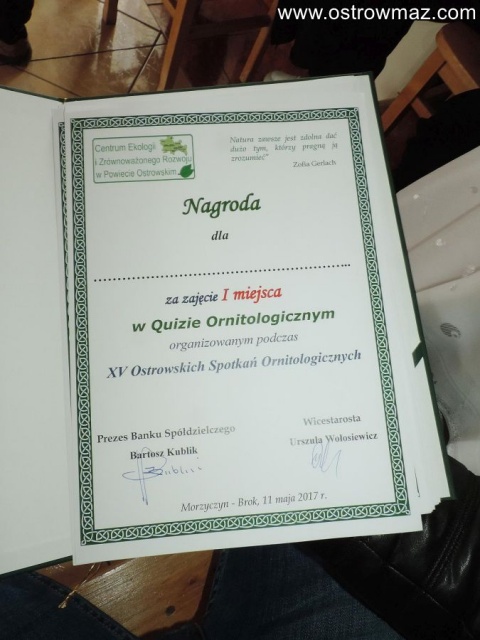 www.ostrowmaz.com
Centrum Ekologii
i Zrównoważonego Rozwoju
w Powiecie Ostrowskim
Natura zawsze jest zdolna dać
dużo tym, którzy pragną ją
zrozumieć"
Zofia Gerlach
Nagroda
dla
za zajęcie I miejsca
w Quizie Ornitologicznym
organizowanym podczas
XV Ostrowskich Spotkań Ornitologicznych
Prezes Banku Spółdzielczego
Bartosz Kublik
Wicestarosta
Urszula Wołosiewicz
Morzyczyn - Brok, 11 maja 2017 r.